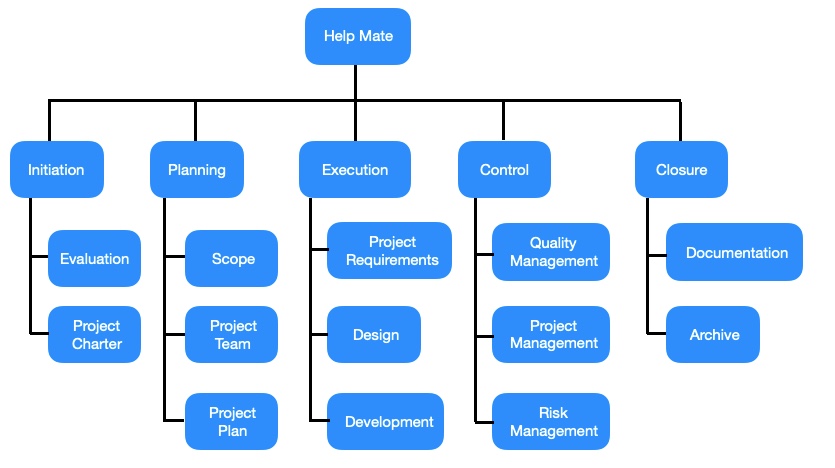 Help Mate
Initiation
Planning
Execution
Control
Closure
Evaluation
Project
Charter
Scope
Project
Team
Project
Plan
Project
Requirements
Design
Development
Quality
Management
Project
Management
Risk
Management
Documentation
Archive